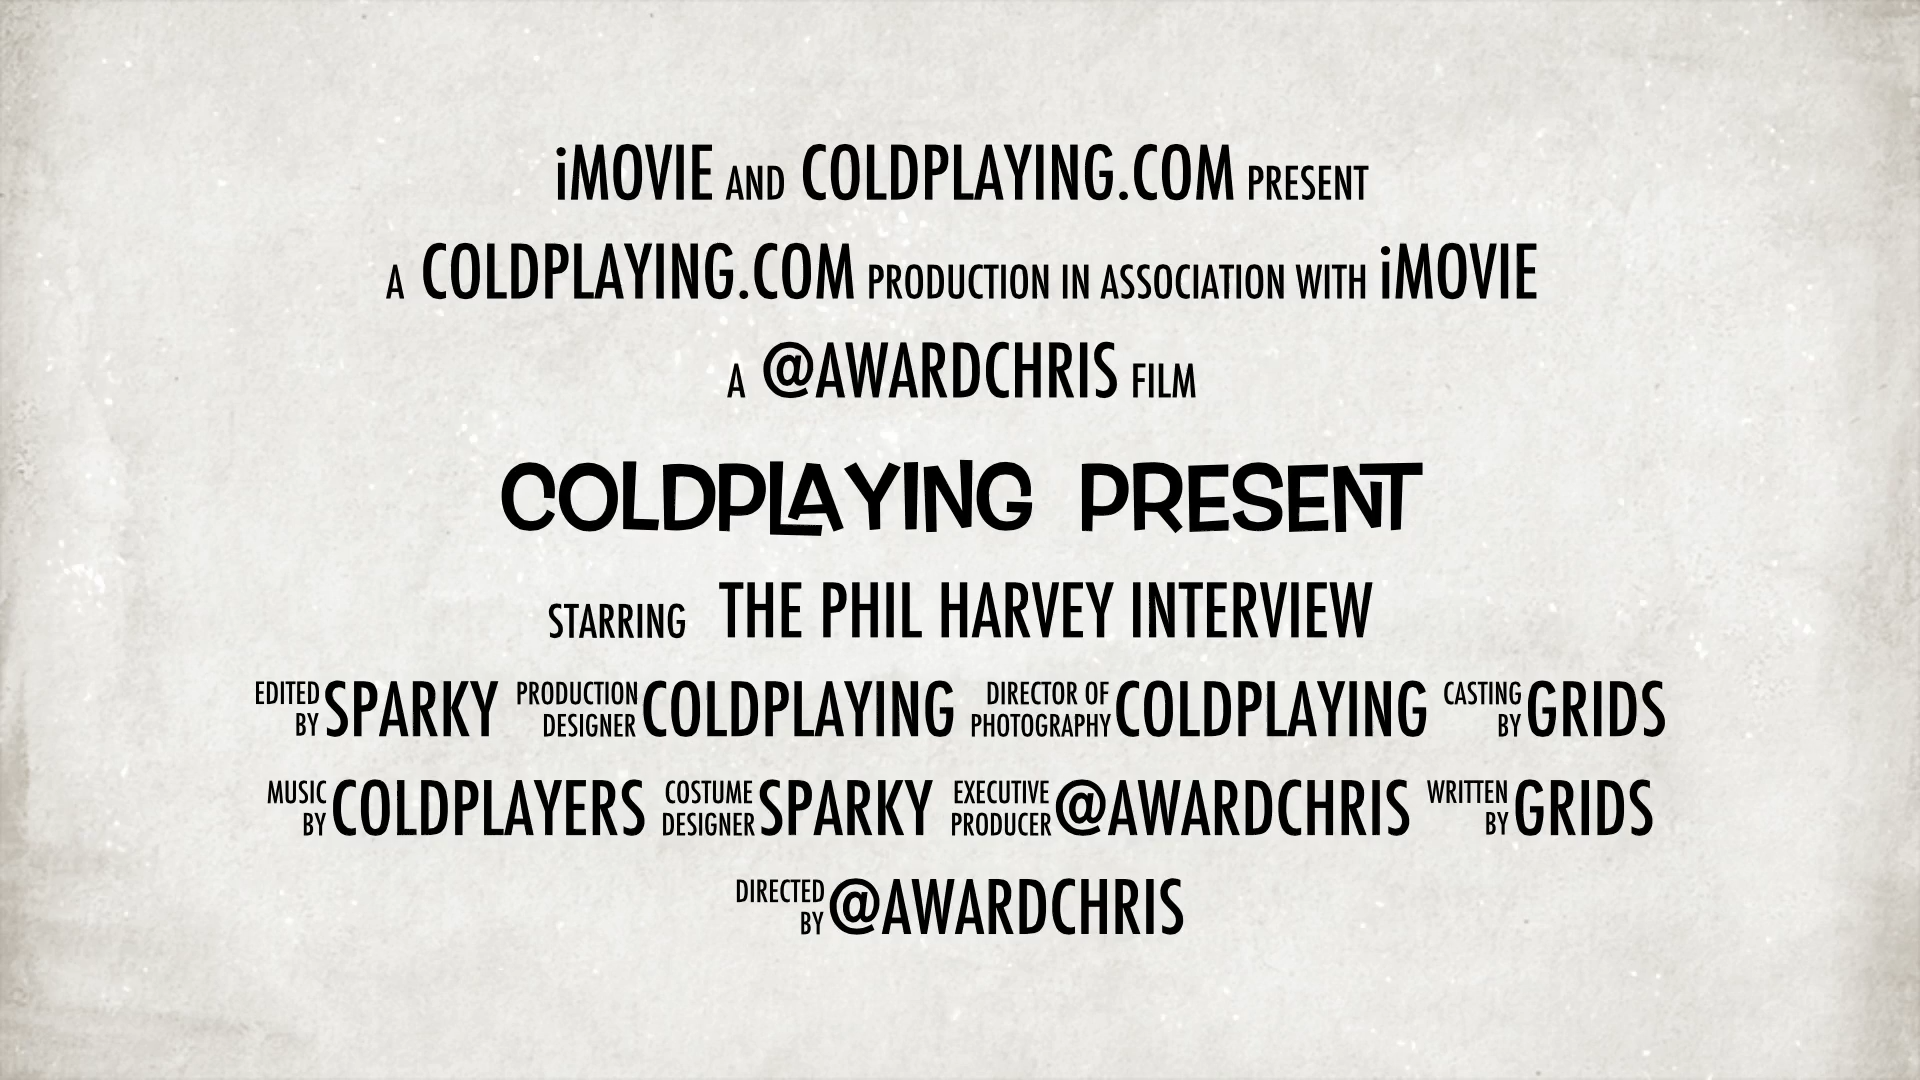 iMOVIE AND COLDPLAYING.COM PRESENT
A COLDPLAYING.COM PRODUCTION IN ASSOCIATION WITH iMOVIE
A @AWARDCHRIS FILM
COLDPLAYING PRESENT
STARRING THE PHIL HARVEY INTERVIEW
EDITED BY SPARKY PRODUCTION DESIGNER COLDPLAYING DIRECTOR OF PHOTOGRAPHY COLDPLAYING CASTING BY GRIDS
MUSIC BY COLDPLAYERS COSTUME DESIGNER SPARKY EXECUTIVE PRODUCER @AWARDCHRIS WRITTEN BY GRIDS
DIRECTED BY @AWARDCHRIS